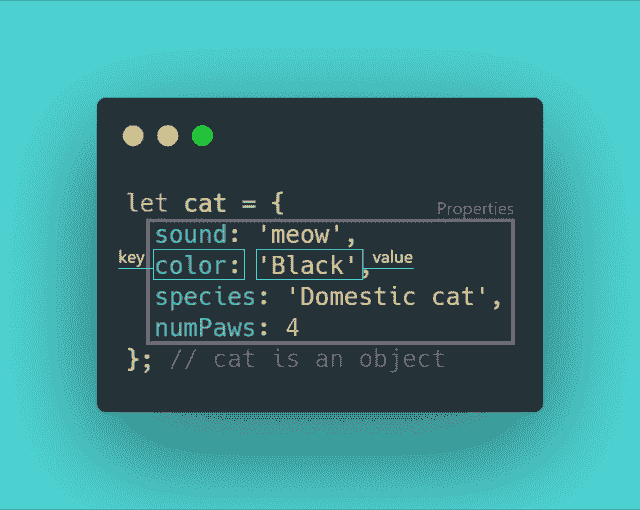 let cat = {
Properties
sound: 'meow',
key color: 'Black', value
species: 'Domestic cat',
numPaws: 4
}; // cat is an object